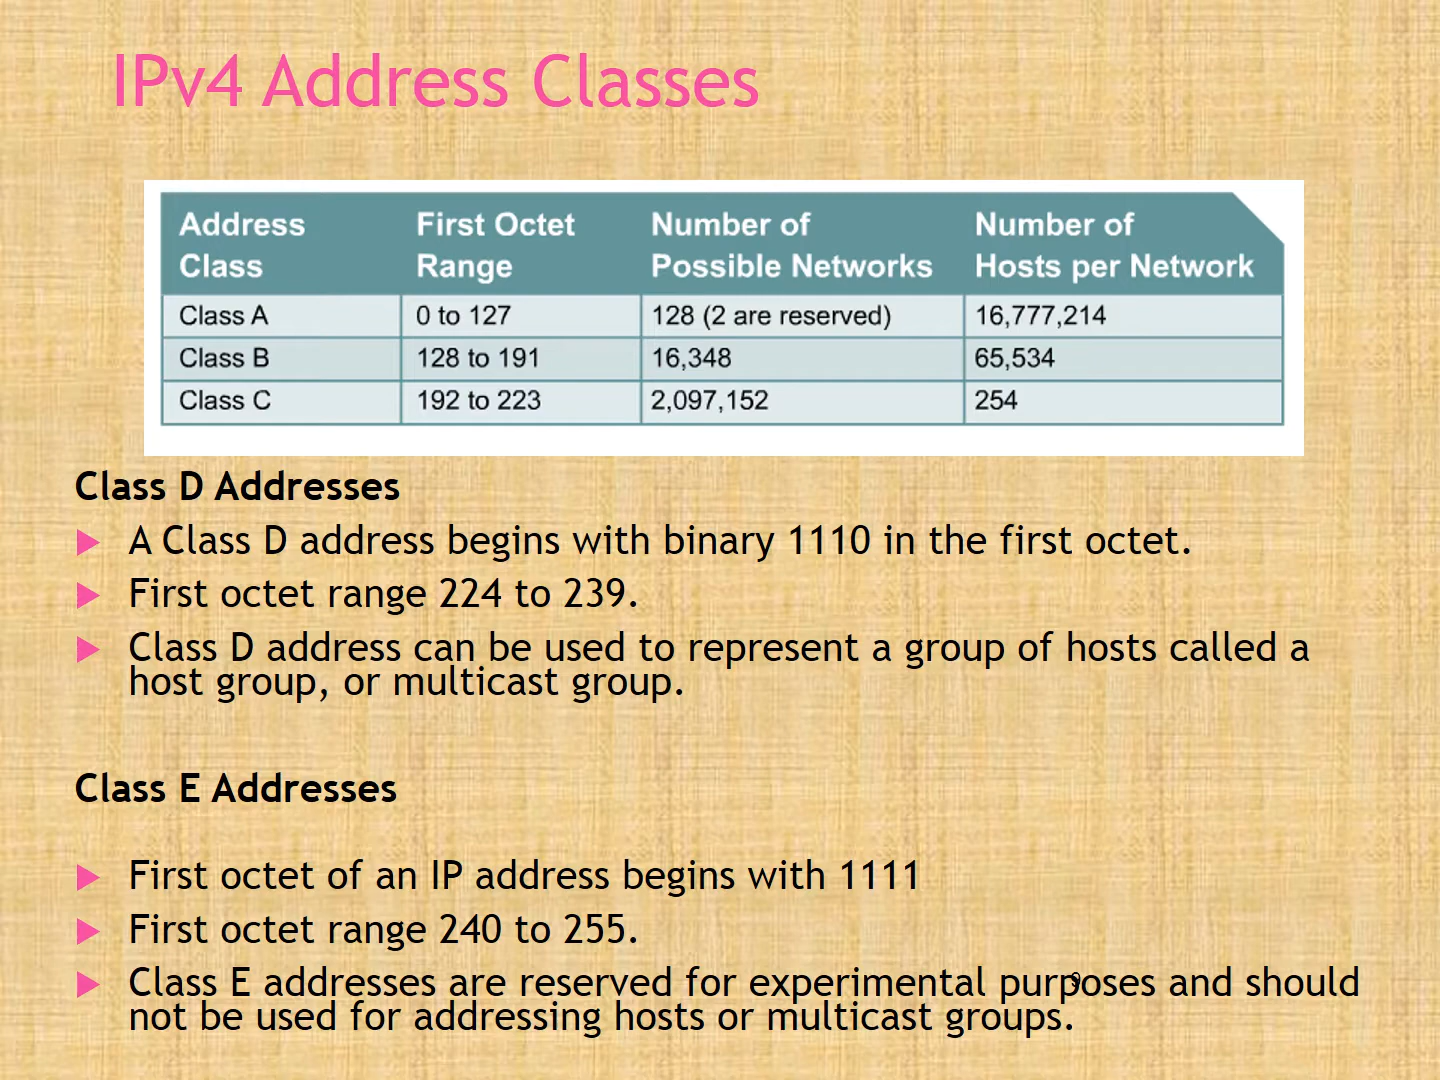 IPv4 Address Classes
Address Class First Octet Range Number of Possible Networks Number of Hosts per Network
Class A 0 to 127 128 (2 are reserved) 16,777,214
Class B 128 to 191 16,348 65,534
Class C 192 to 223 2,097,152 254
Class D Addresses
A Class D address begins with binary 1110 in the first octet.
First octet range 224 to 239.
Class D address can be used to represent a group of hosts called a
host group, or multicast group.
Class E Addresses
First octet of an IP address begins with 1111
First octet range 240 to 255.
Class E addresses are reserved for experimental purposes and should
not be used for addressing hosts or multicast groups.
9